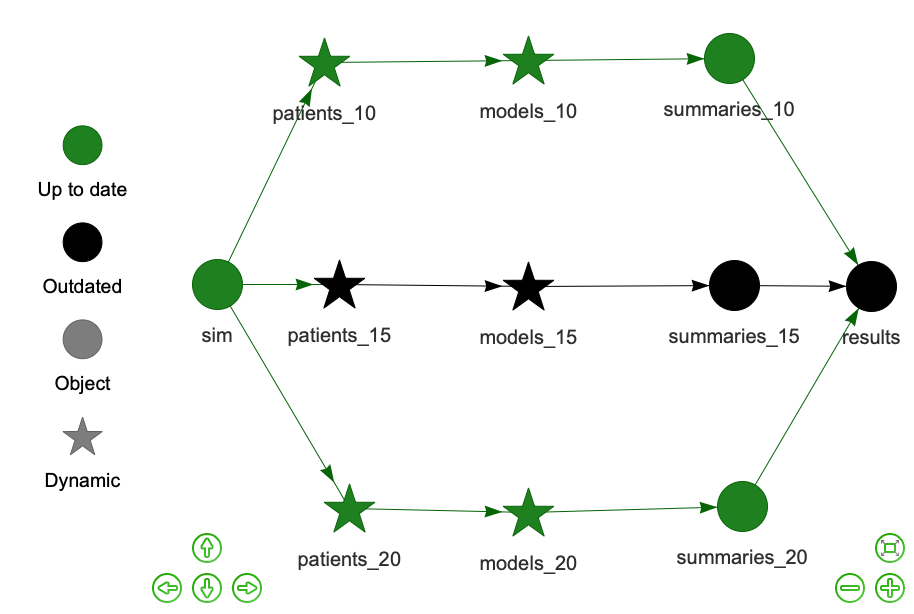 Up to date
Outdated
Object
Dynamic
patients_10
models_10
summaries_10
sim
patients_15
models_15
summaries_15
results
patients_20
models_20
summaries_20